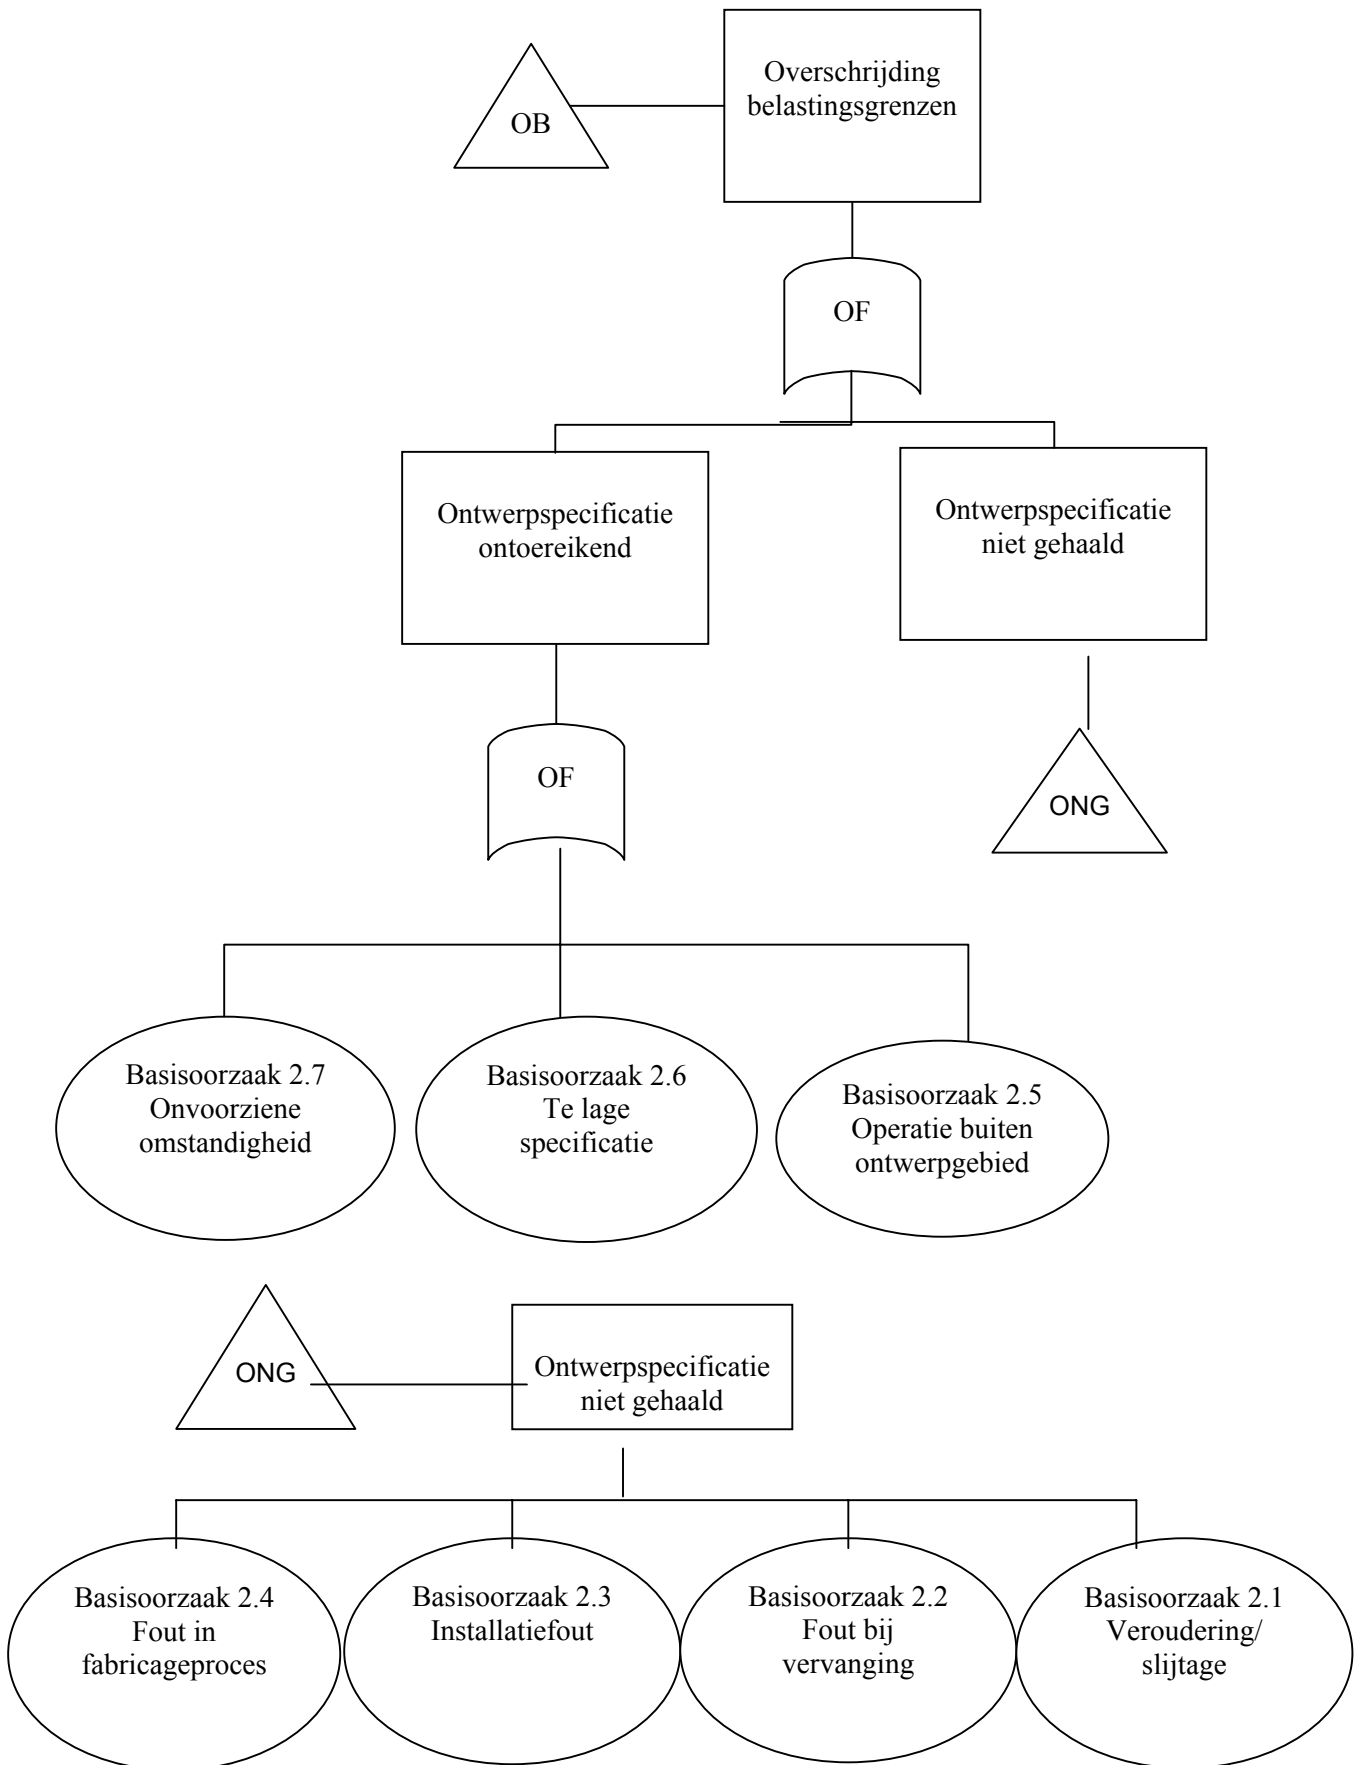 OB
Overschrijding
belastingsgrenzen
OF
Ontwerpspecificatie
ontoereikend
Ontwerpspecificatie
niet gehaald
OF
ONG
Basisoorzaak 2.7
Onvoorziene
omstandigheid
Basisoorzaak 2.6
Te lage
specificatie
Basisoorzaak 2.5
Operatie buiten
ontwerpgebied
ONG
Ontwerpspecificatie
niet gehaald
Basisoorzaak 2.4
Fout in
fabricageproces
Basisoorzaak 2.3
Installatiefout
Basisoorzaak 2.2
Fout bij
vervanging
Basisoorzaak 2.1
Veroudering/
slijtage